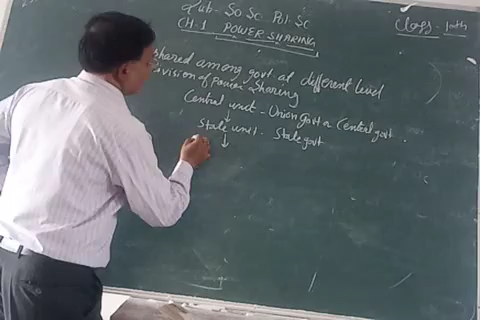 Sub- So Sc. Pol. Sc
Class- 10th
CH-1 POWER SHARING
shared among govt at different level
ivision of Power Sharing
Central unit - Union Govt or Central govt.
State unit - State govt